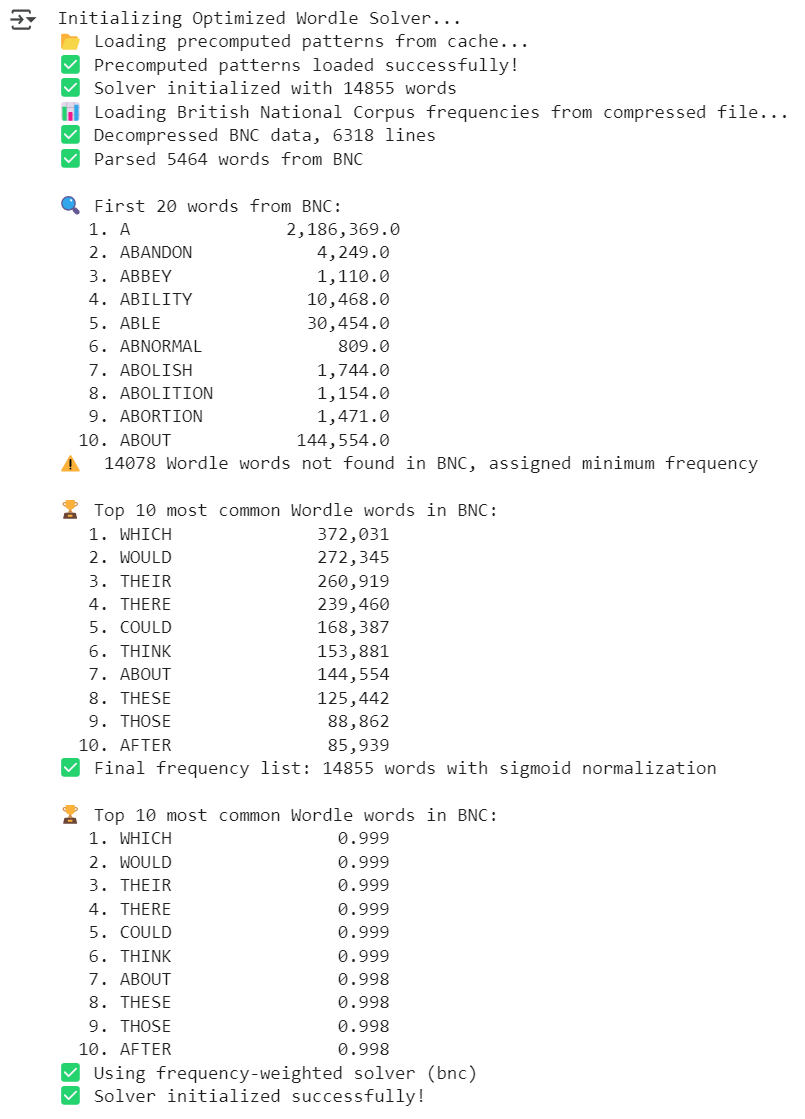 Initializing Optimized Wordle Solver...
📂 Loading precomputed patterns from cache...
✅ Precomputed patterns loaded successfully!
✅ Solver initialized with 14855 words
📊 Loading British National Corpus frequencies from compressed file...
✅ Decompressed BNC data, 6318 lines
✅ Parsed 5464 words from BNC
🔍 First 20 words from BNC:
1. A 2,186,369.0
2. ABANDON 4,249.0
3. ABBEY 1,110.0
4. ABILITY 10,468.0
5. ABLE 30,454.0
6. ABNORMAL 809.0
7. ABOLISH 1,744.0
8. ABOLITION 1,154.0
9. ABORTION 1,471.0
10. ABOUT 144,554.0
⚠️ 14078 Wordle words not found in BNC, assigned minimum frequency
🏆 Top 10 most common Wordle words in BNC:
1. WHICH 372,031
2. WOULD 272,345
3. THEIR 260,919
4. THERE 239,460
5. COULD 168,387
6. THINK 153,881
7. ABOUT 144,554
8. THESE 125,442
9. THOSE 88,862
10. AFTER 85,939
✅ Final frequency list: 14855 words with sigmoid normalization
🏆 Top 10 most common Wordle words in BNC:
1. WHICH 0.999
2. WOULD 0.999
3. THEIR 0.999
4. THERE 0.999
5. COULD 0.999
6. THINK 0.999
7. ABOUT 0.998
8. THESE 0.998
9. THOSE 0.998
10. AFTER 0.998
✅ Using frequency-weighted solver (bnc)
✅ Solver initialized successfully!